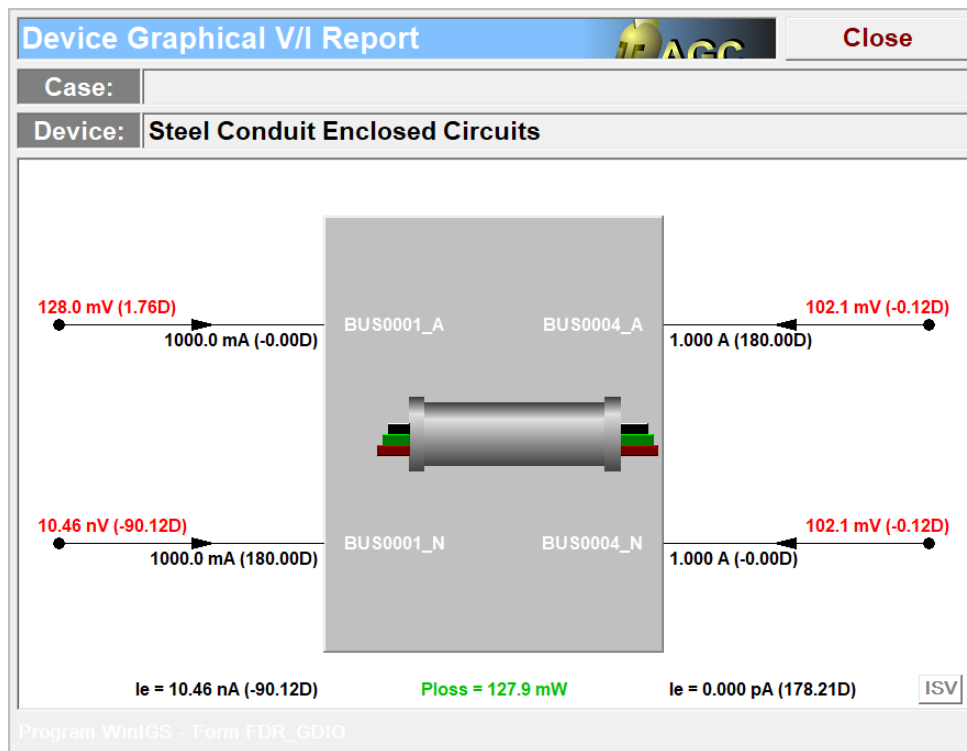 Device Graphical V/I Report
AGC
Close
Case:
Device: Steel Conduit Enclosed Circuits
128.0 mV (1.76D)
102.1 mV (-0.12D)
BUS0001_A
BUS0004_A
1000.0 mA (-0.00D)
1.000 A (180.00D)
10.46 nV (-90.12D)
102.1 mV (-0.12D)
BUS0001_N
BUS0004_N
1000.0 mA (180.00D)
1.000 A (-0.00D)
Ie = 10.46 nA (-90.12D)
Ploss = 127.9 mW
Ie = 0.000 pA (178.21D)
ISV
Program WinIGS - Form FDR_GDIO